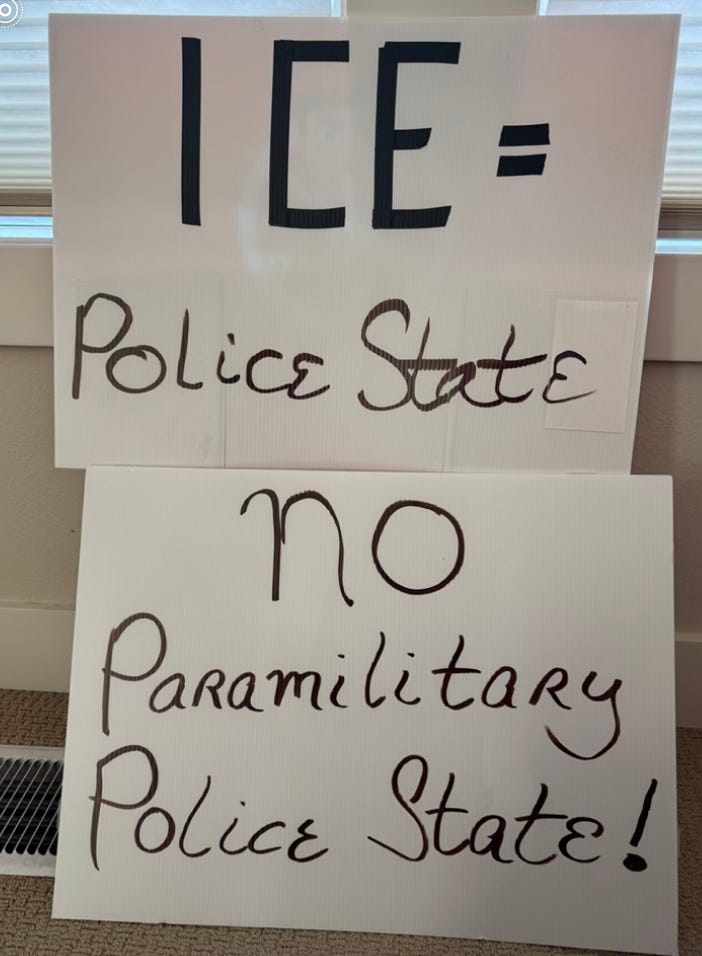 ICE =
Police State
no
Paramilitary
Police State!